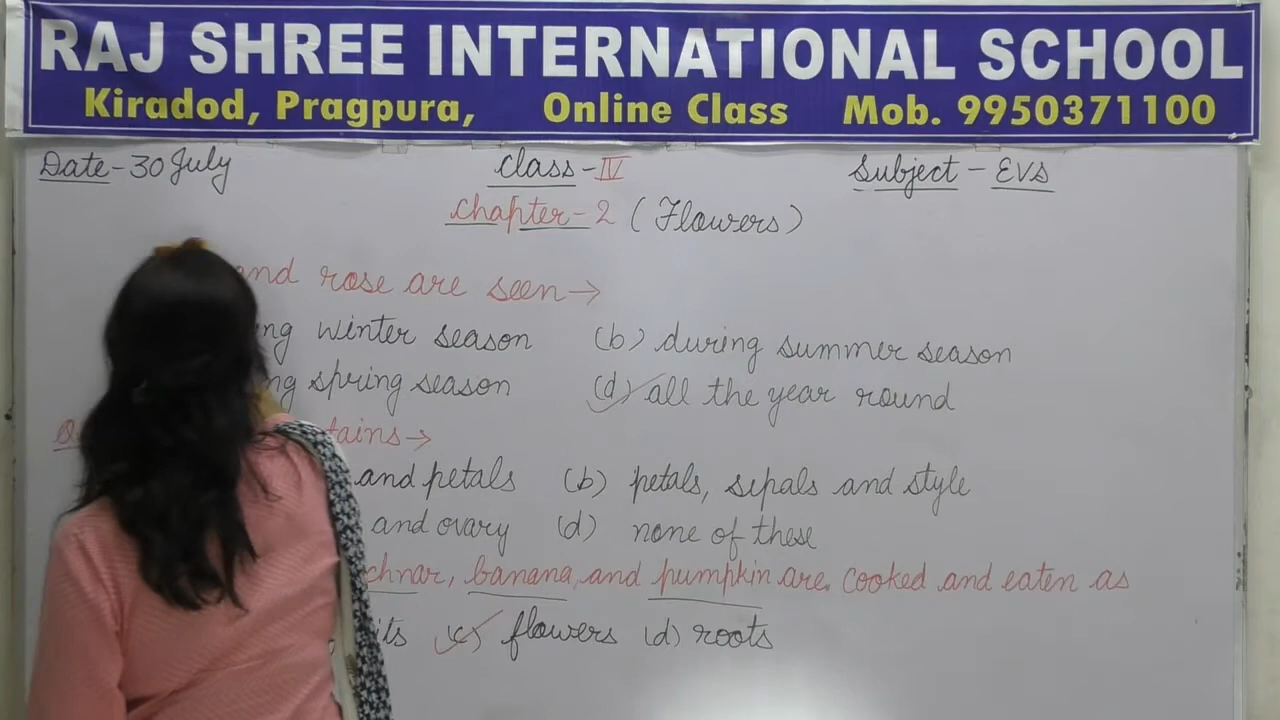 RAJ SHREE INTERNATIONAL SCHOOL
Kiradod, Pragpura, Online Class Mob. 9950371100
Date-30 July Class-IV Subject - EVS
Chapter-2 (Flowers)
and rose are seen→
ng winter season (b) during summer season
ng spring season (d) all the year round
tains→
and petals (b) petals, sepals and style
and ovary (d) none of these
chnar, banana, and pumpkin are. cooked and eaten as
its (c) flowers (d) roots